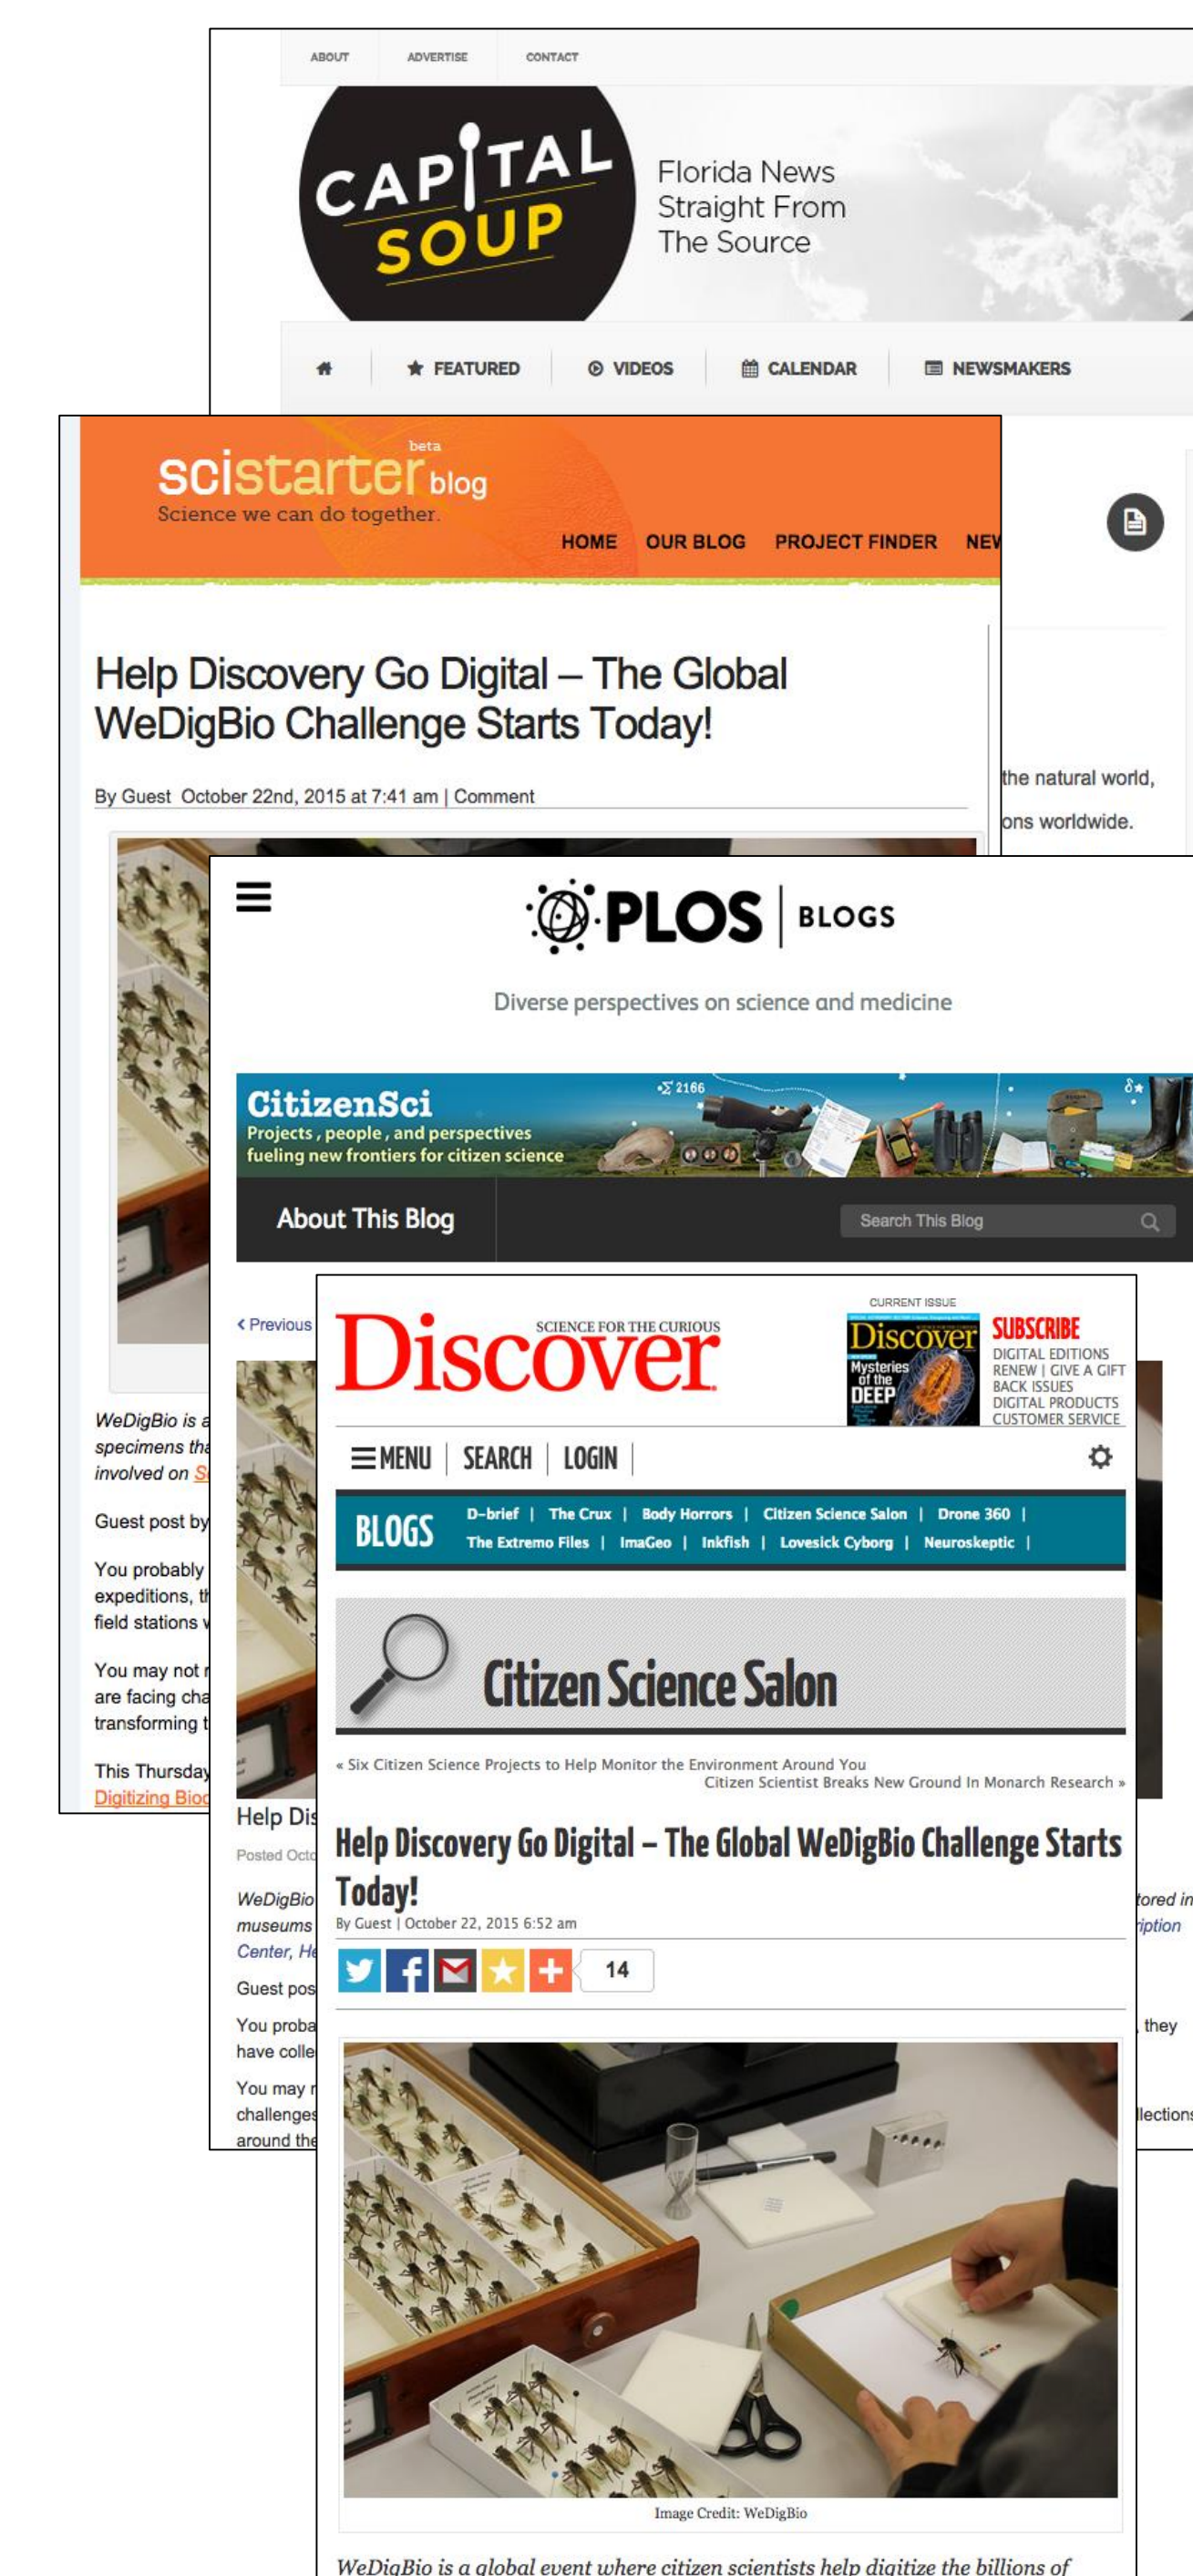 ABOUT ADVERTISE CONTACT
CAPITAL
SOUP
Florida News
Straight From
The Source
FEATURED VIDEOS CALENDAR NEWSMAKERS
scistarter beta blog
Science we can do together.
HOME OUR BLOG PROJECT FINDER
Help Discovery Go Digital – The Global
WeDigBio Challenge Starts Today!
By Guest October 22nd, 2015 at 7:41 am | Comment
the natural world,
ons worldwide.
WeDigBio is a
specimens tha
involved on S
Guest post by
You probably
expeditions, th
field stations
You may not r
are facing cha
transforming t
This Thursday
Digitizing Biod
PLOS | BLOGS
Diverse perspectives on science and medicine
CitizenSci
Projects, people, and perspectives
fueling new frontiers for citizen science
Σ 2166
About This Blog
Search This Blog
< Previous
Help Dis
Posted Octo
WeDigBio
museums
Center, He
Guest pos
You proba
have colle
You may r
challenges
around the
tored in
ription
, they
llections
Discover
SCIENCE FOR THE CURIOUS
CURRENT ISSUE
Discover
Mysteries
of the
DEEP
SUBSCRIBE
DIGITAL EDITIONS
RENEW | GIVE A GIFT
BACK ISSUES
DIGITAL PRODUCTS
CUSTOMER SERVICE
MENU | SEARCH | LOGIN |
BLOGS
D-brief | The Crux | Body Horrors | Citizen Science Salon | Drone 360 |
The Extremo Files | ImaGeo | Inkfish | Lovesick Cyborg | Neuroskeptic |
Citizen Science Salon
« Six Citizen Science Projects to Help Monitor the Environment Around You
Citizen Scientist Breaks New Ground In Monarch Research »
Help Discovery Go Digital – The Global WeDigBio Challenge Starts
Today!
By Guest | October 22, 2015 6:52 am
14
Image Credit: WeDigBio
WeDigBio is a global event where citizen scientists help digitize the billions of